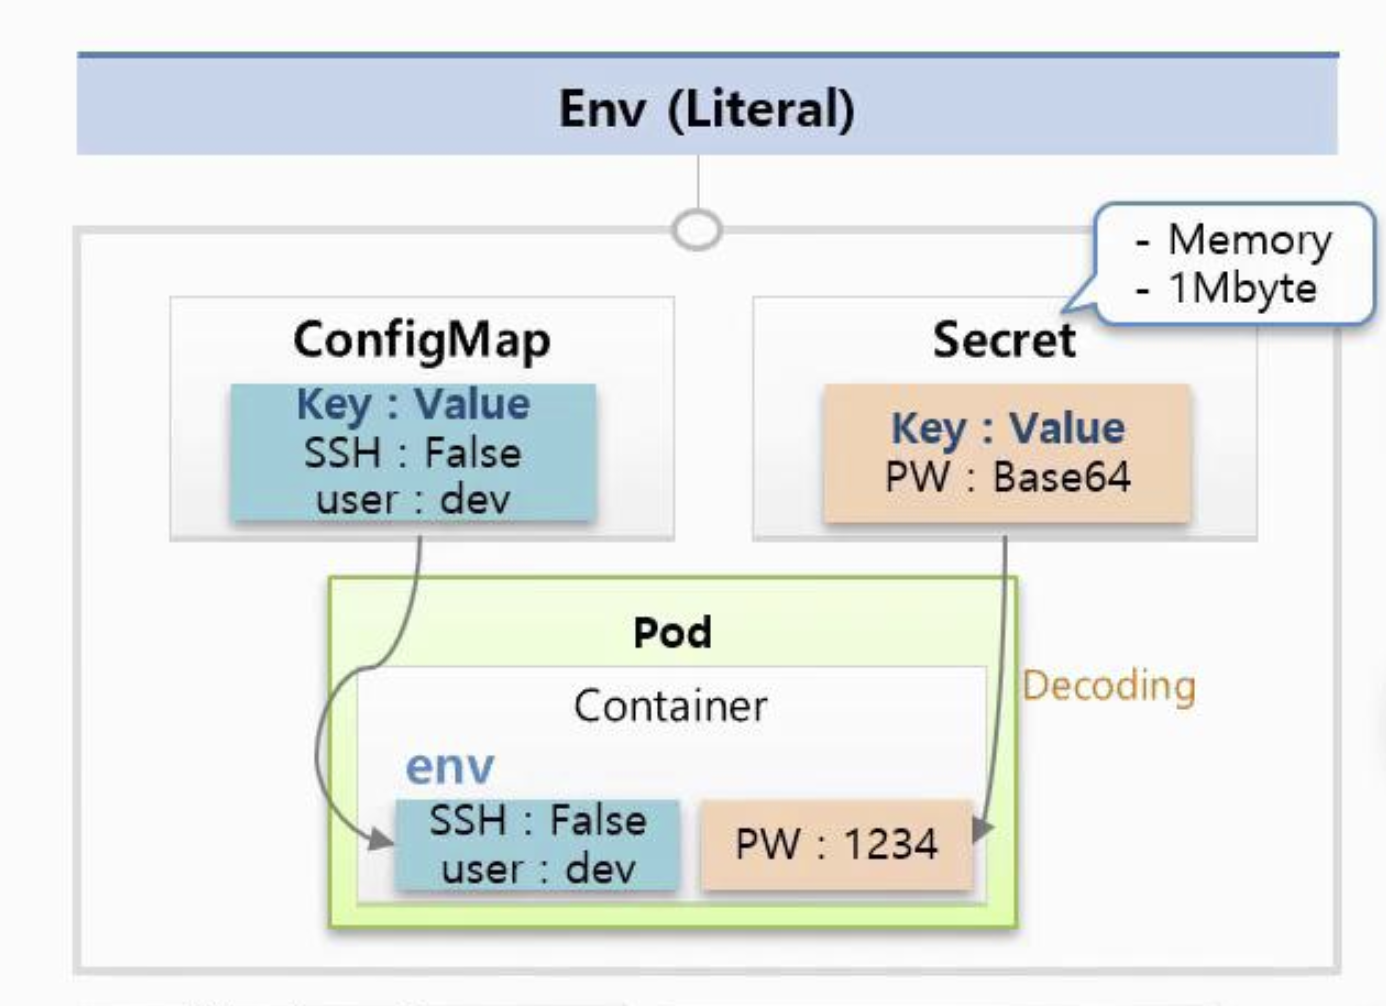 Env (Literal)
- Memory
- 1Mbyte
ConfigMap
Key : Value
SSH : False
user : dev
Secret
Key : Value
PW : Base64
Pod
Container
Decoding
env
SSH : False
user : dev
PW : 1234